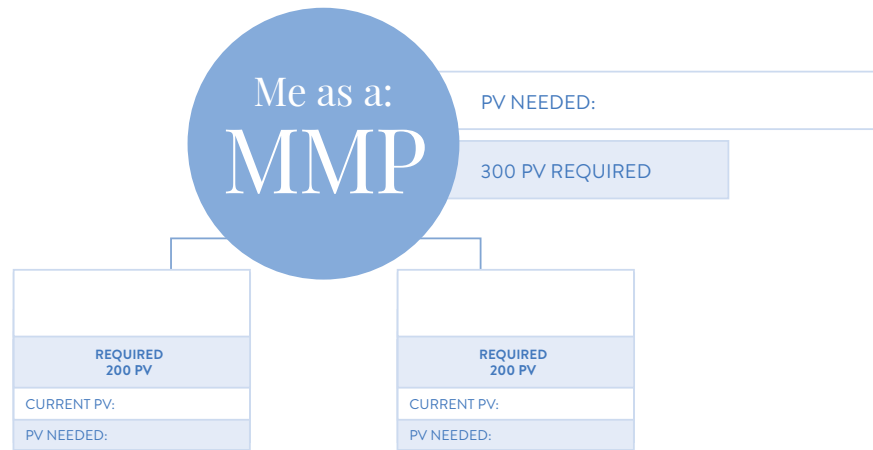 Me as a:
MMP
PV NEEDED:
300 PV REQUIRED
REQUIRED
200 PV
CURRENT PV:
PV NEEDED:
REQUIRED
200 PV
CURRENT PV:
PV NEEDED: